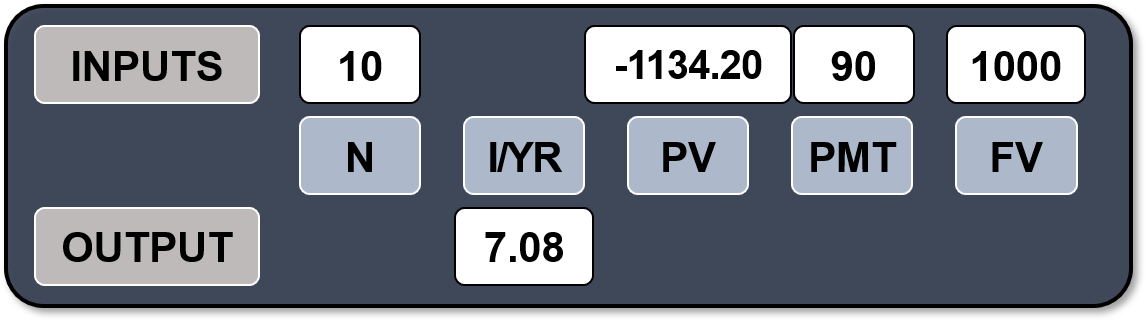 INPUTS 10 -1134.20 90 1000
N I/YR PV PMT FV
OUTPUT 7.08